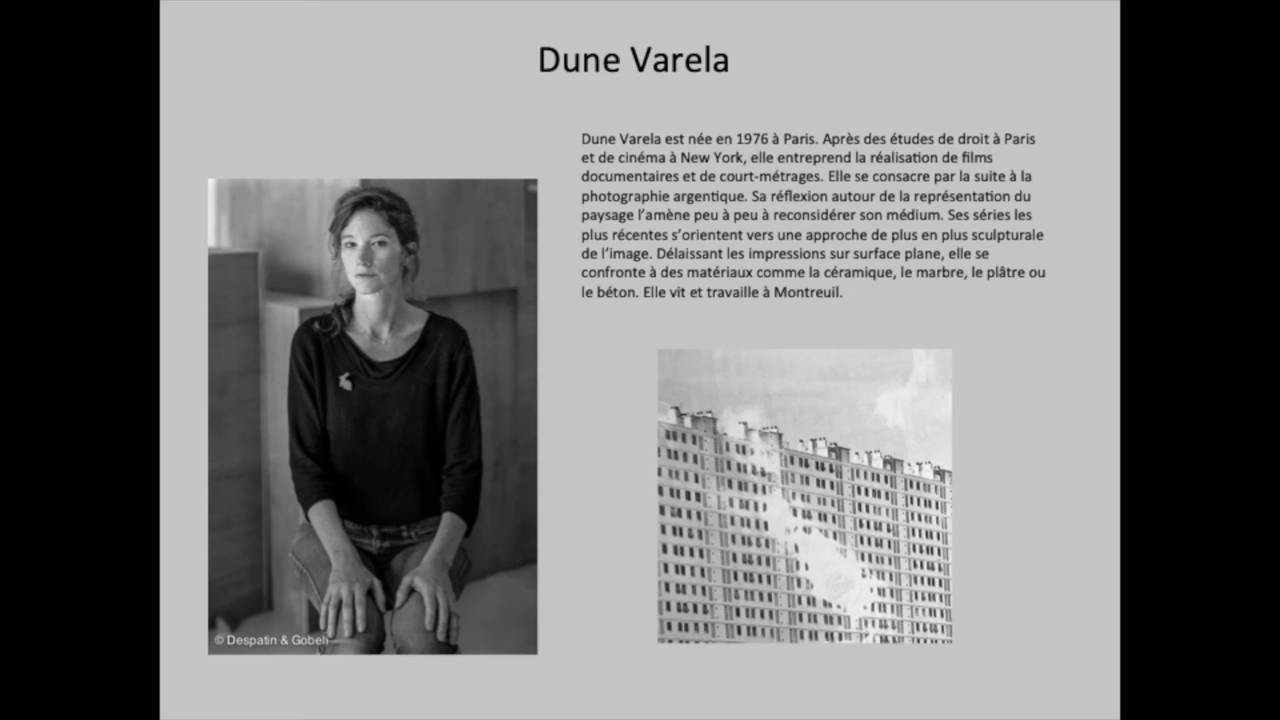 Dune Varela
Dune Varela est née en 1976 à Paris. Après des études de droit à Paris
et de cinéma à New York, elle entreprend la réalisation de films
documentaires et de court-métrages. Elle se consacre par la suite à la
photographie argentique. Sa réflexion autour de la représentation du
paysage l’amène peu à peu à reconsidérer son médium. Ses séries les
plus récentes s’orientent vers une approche de plus en plus sculpturale
de l’image. Délaissant les impressions sur surface plane, elle se
confronte à des matériaux comme la céramique, le marbre, le plâtre ou
le béton. Elle vit et travaille à Montreuil.
© Despatin & Gobeli